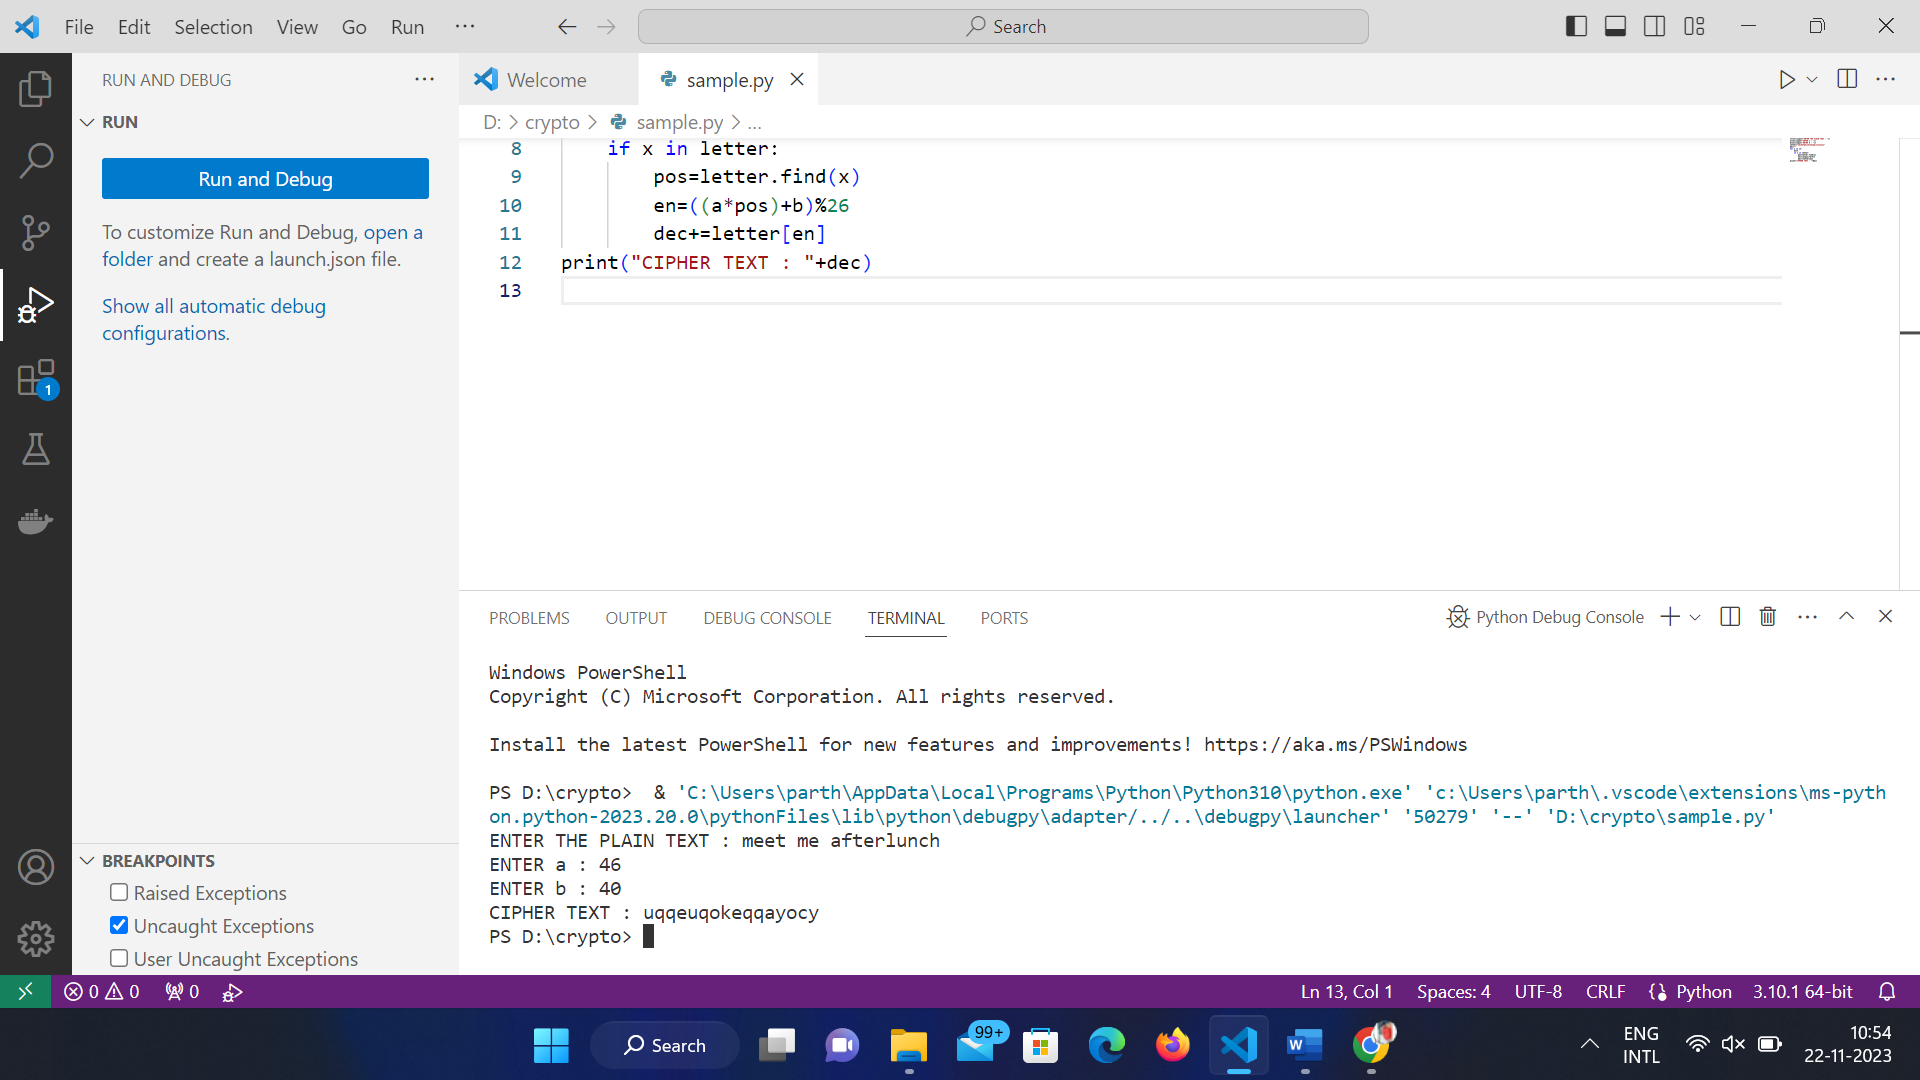 File Edit Selection View Go Run ···
Search
RUN AND DEBUG
RUN
Run and Debug
To customize Run and Debug, open a
folder and create a launch.json file.
Show all automatic debug
configurations.
1
BREAKPOINTS
Raised Exceptions
Uncaught Exceptions
User Uncaught Exceptions
Welcome
sample.py
D: > crypto > sample.py > ...
8 if x in letter:
9 pos=letter.find(x)
10 en=((a*pos)+b)%26
11 dec+=letter[en]
12 print("CIPHER TEXT : "+dec)
13
PROBLEMS OUTPUT DEBUG CONSOLE TERMINAL PORTS
Python Debug Console
Windows PowerShell
Copyright (C) Microsoft Corporation. All rights reserved.
Install the latest PowerShell for new features and improvements! https://aka.ms/PSWindows
PS D:\crypto>  & 'C:\Users\parth\AppData\Local\Programs\Python\Python310\python.exe' 'c:\Users\parth\.vscode\extensions\ms-pyth
on.python-2023.20.0\pythonFiles\lib\python\debugpy\adapter/../..\debugpy\launcher' '50279' '--' 'D:\crypto\sample.py'
ENTER THE PLAIN TEXT : meet me afterlunch
ENTER a : 46
ENTER b : 40
CIPHER TEXT : uqqeuqokeqqayocy
PS D:\crypto>
0 0 0
Ln 13, Col 1 Spaces: 4 UTF-8 CRLF Python 3.10.1 64-bit
Search
99+
ENG
INTL
10:54
22-11-2023